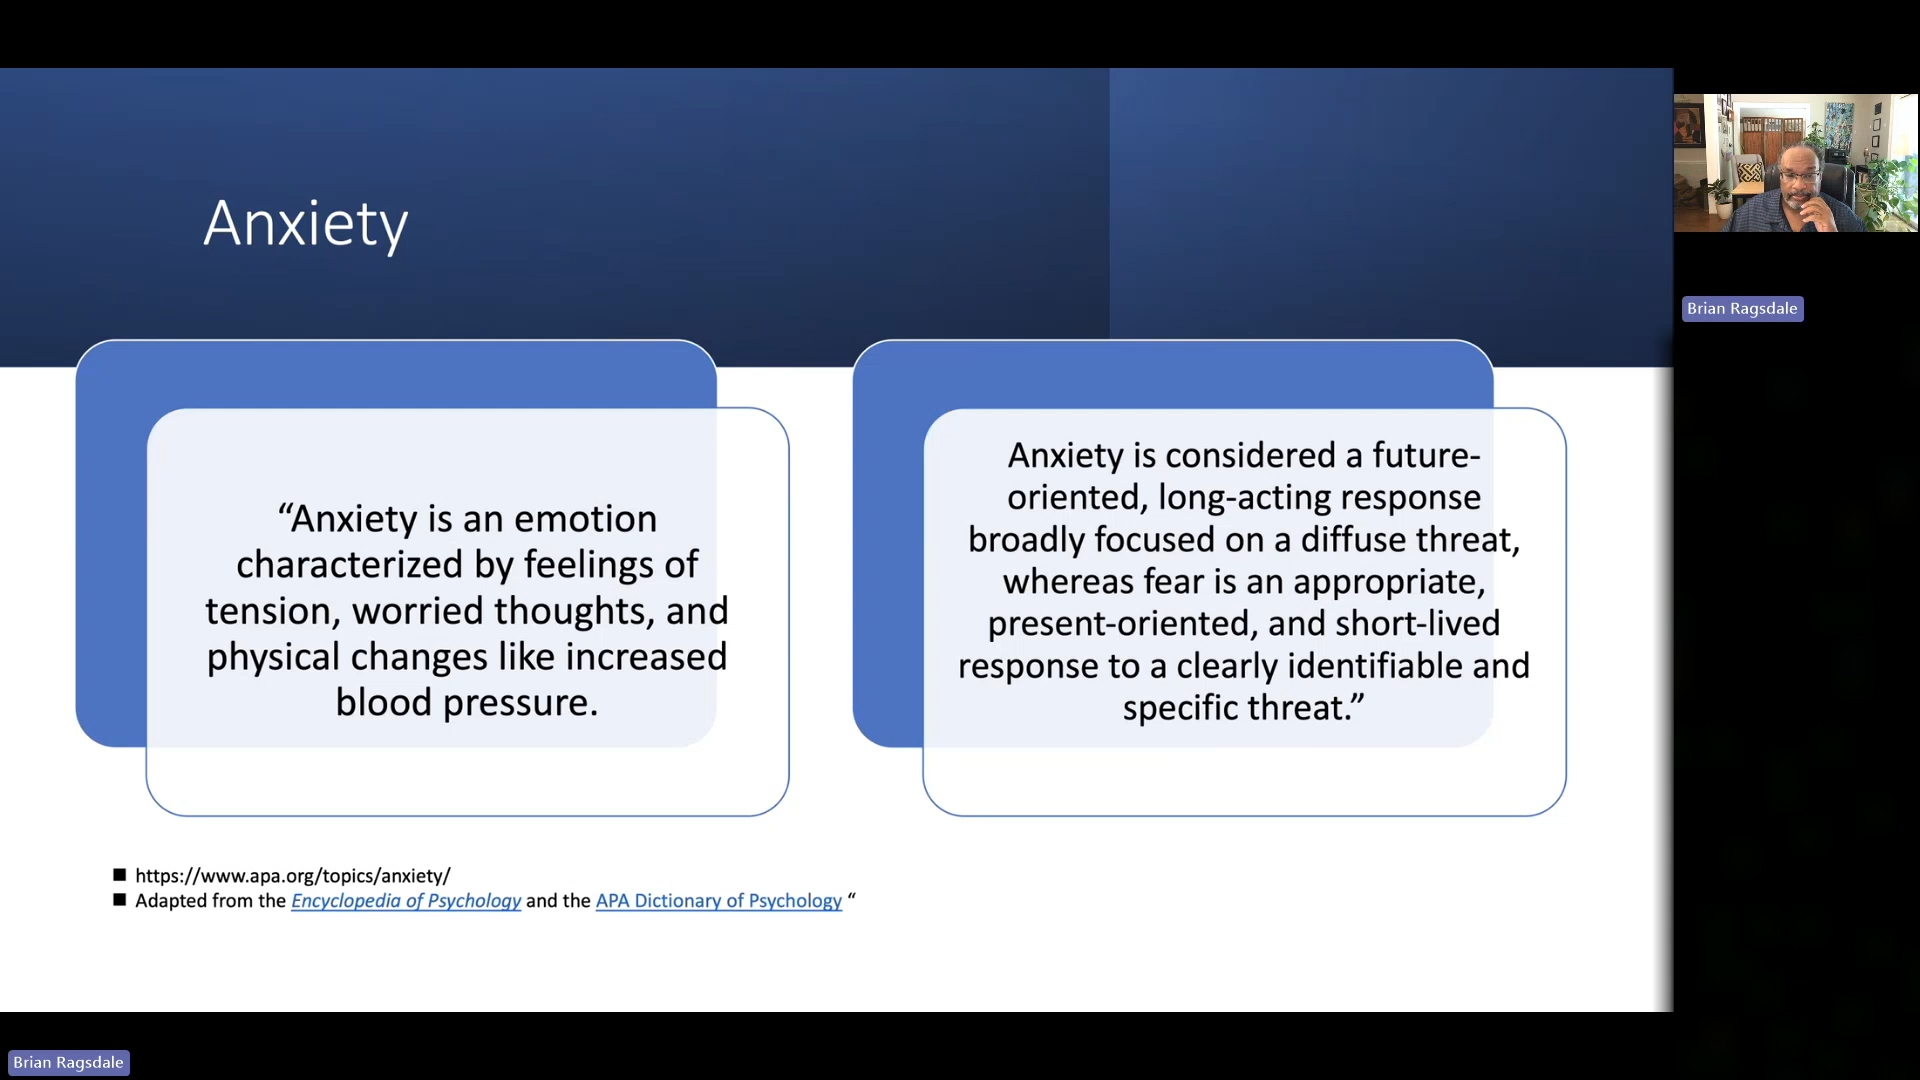 Anxiety
“Anxiety is an emotion
characterized by feelings of
tension, worried thoughts, and
physical changes like increased
blood pressure.
Anxiety is considered a future-
oriented, long-acting response
broadly focused on a diffuse threat,
whereas fear is an appropriate,
present-oriented, and short-lived
response to a clearly identifiable and
specific threat.”
https://www.apa.org/topics/anxiety/
Adapted from the Encyclopedia of Psychology and the APA Dictionary of Psychology “
Brian Ragsdale
Brian Ragsdale